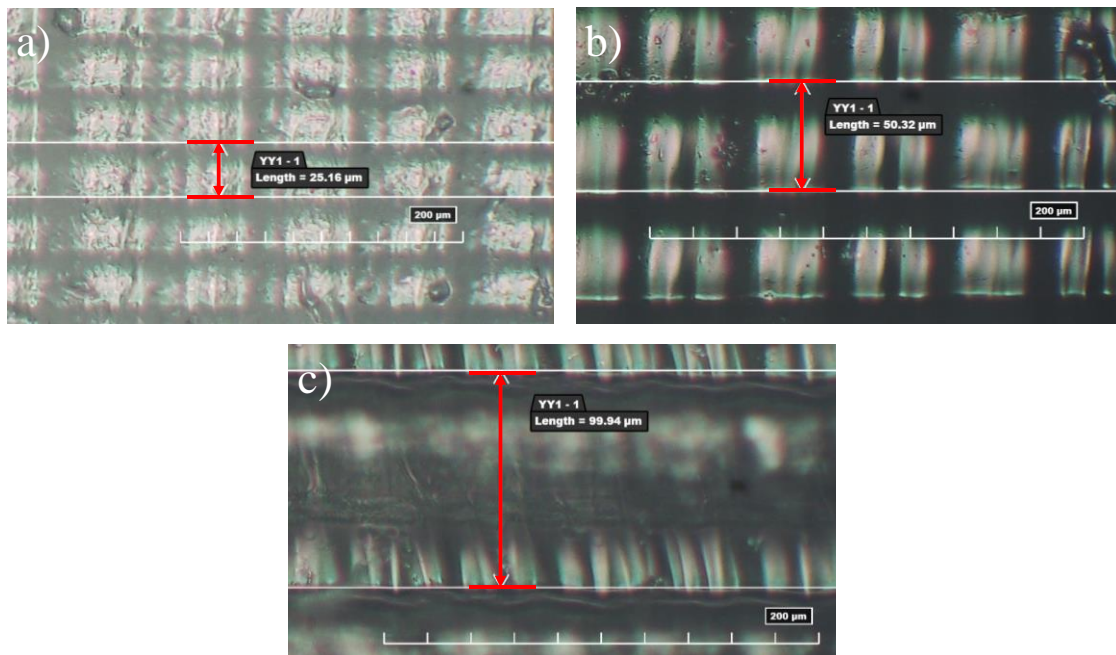 a)
YY1 - 1
Length = 25.16 µm
200 µm
b)
YY1 - 1
Length = 50.32 µm
200 µm
c)
YY1 - 1
Length = 99.94 µm
200 µm